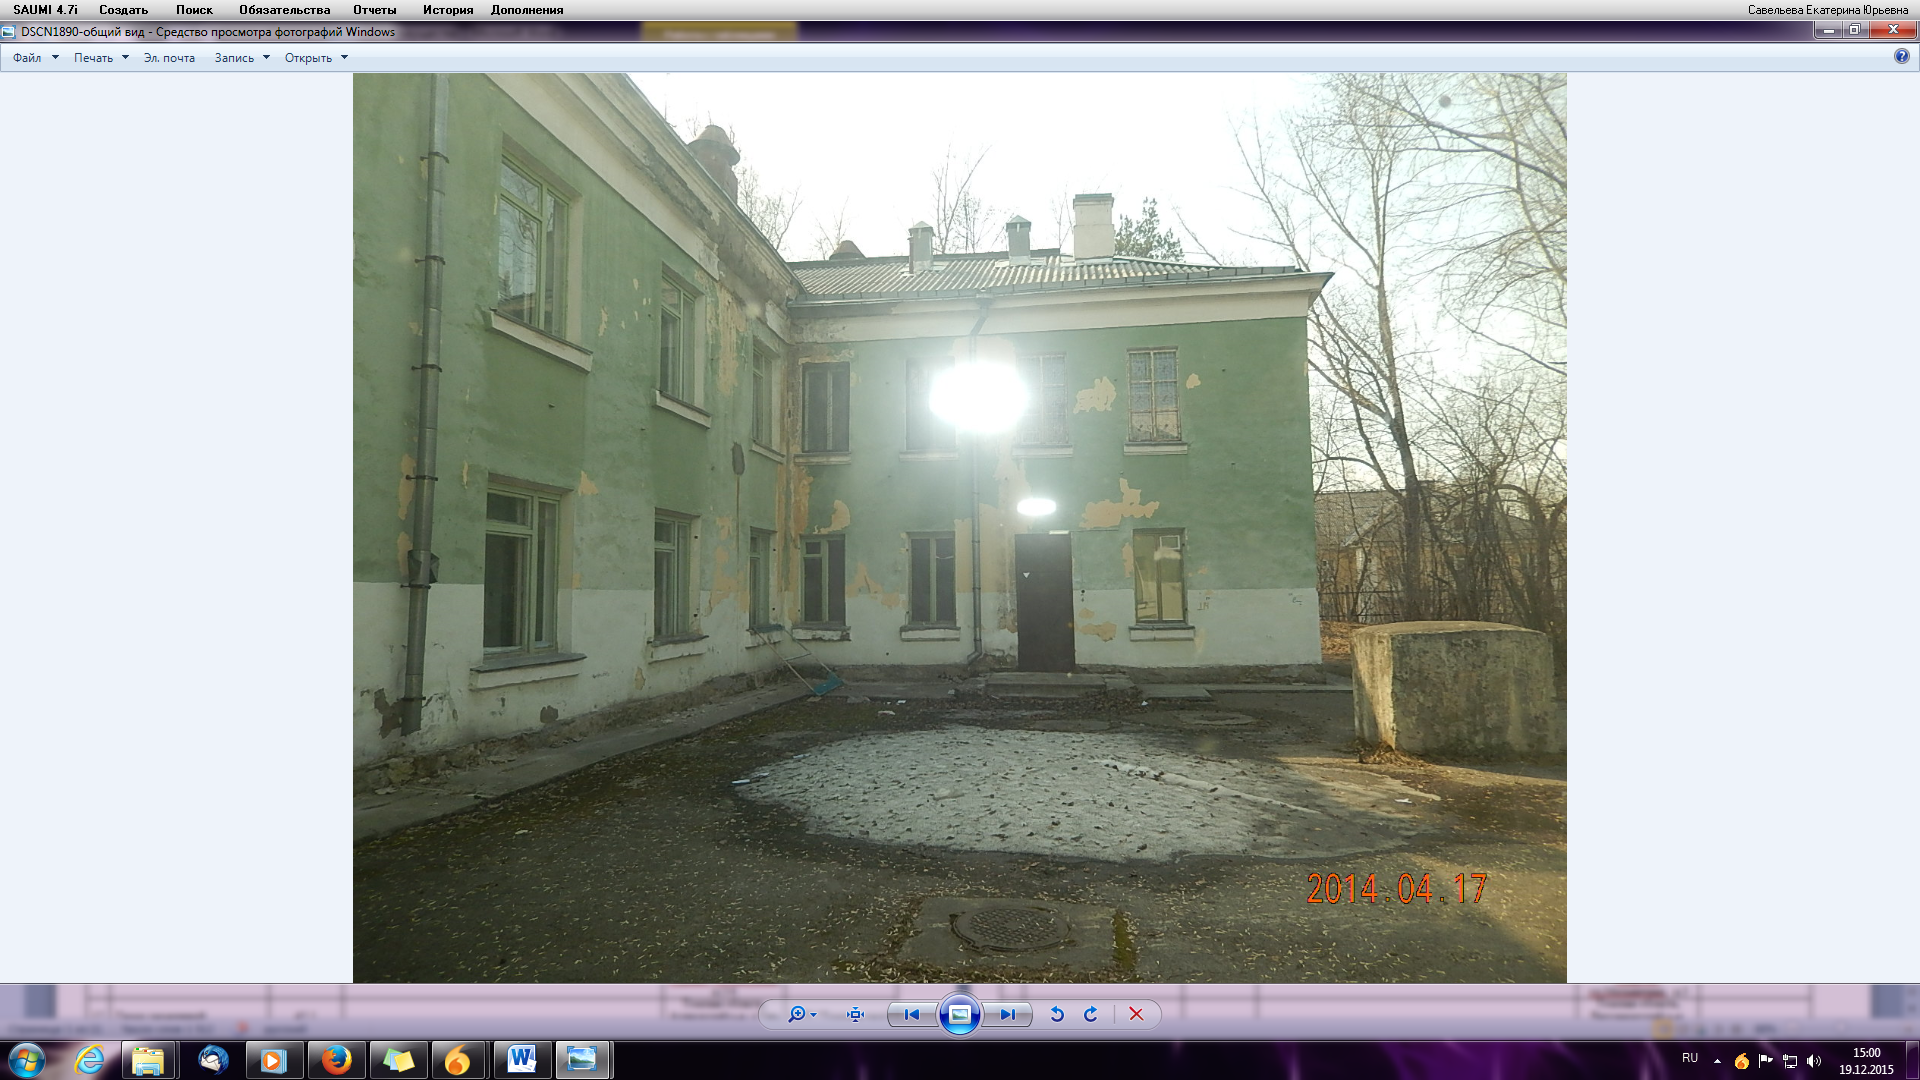 SAUMI 4.7i Создать Поиск Обязательства Отчеты История Дополнения Савельева Екатерина Юрьевна
DSCN1890-общий вид - Средство просмотра фотографий Windows
Файл Печать Эл. почта Запись Открыть
2014.04.17
RU 15:00
19.12.2015